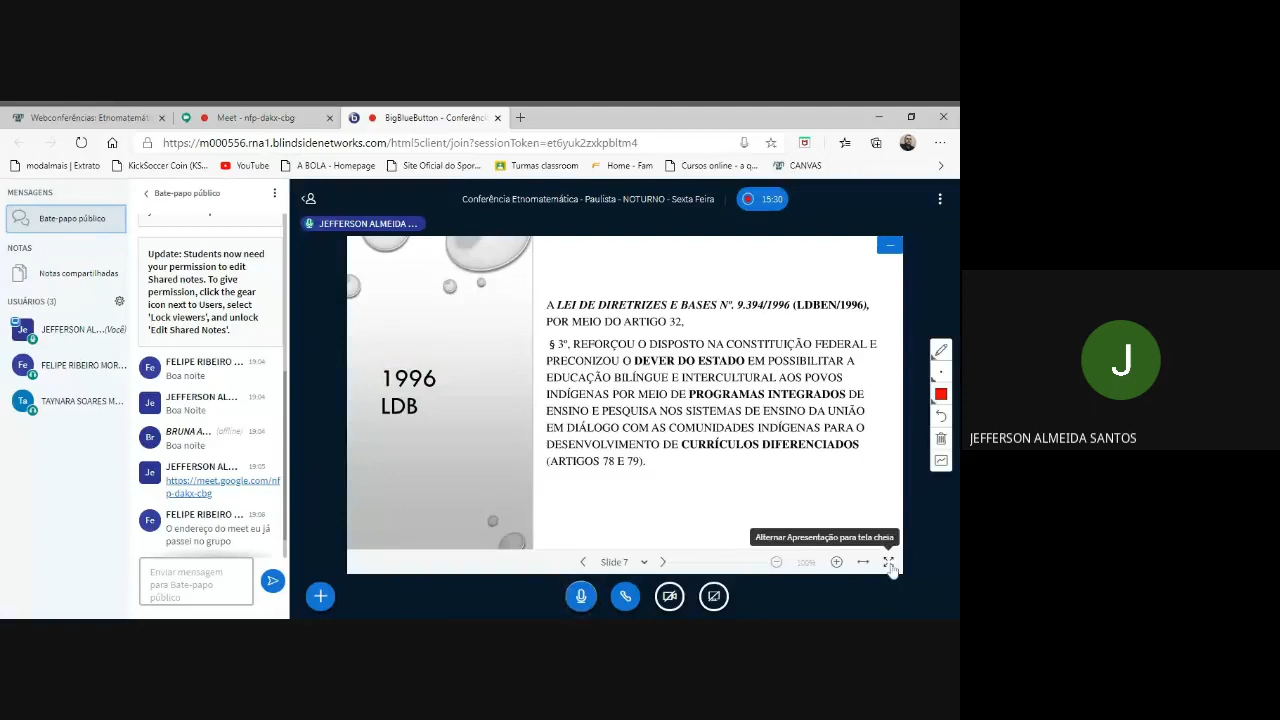 Webconferências: Etnomatemáti
Meet - nfp-dakx-cbg
BigBlueButton - Conferênci
https://m000556.rna1.blindsidenetworks.com/html5client/join?sessionToken=et6yuk2zxkpbltm4
modalmais | Extrato
KickSoccer Coin (KS...
YouTube
A BOLA - Homepage
Site Oficial do Spor...
Turmas classroom
Home - Fam
Cursos online - a q...
CANVAS
MENSAGENS
Bate-papo público
NOTAS
Notas compartilhadas
USUÁRIOS (3)
JEFFERSON AL...(Você)
FELIPE RIBEIRO MOR...
TAYNARA SOARES M...
Bate-papo público
Update: Students now need
your permission to edit
Shared notes. To give
permission, click the gear
icon next to Users, select
'Lock viewers', and unlock
'Edit Shared Notes'.
FELIPE RIBEIRO ... 19:04
Boa noite
JEFFERSON AL... 19:04
Boa Noite
BRUNA A... (offline) 19:04
Boa noite
JEFFERSON AL... 19:05
https://meet.google.com/nf
p-dakx-cbg
FELIPE RIBEIRO ... 19:08
O endereço do meet eu já
passei no grupo
Enviar mensagem
para Bate-papo
público
Conferência Etnomatemática - Paulista - NOTURNO - Sexta Feira
15:30
JEFFERSON ALMEIDA ...
1996
LDB
A LEI DE DIRETRIZES E BASES Nº. 9.394/1996 (LDBEN/1996),
POR MEIO DO ARTIGO 32,
§ 3º, REFORÇOU O DISPOSTO NA CONSTITUIÇÃO FEDERAL E
PRECONIZOU O DEVER DO ESTADO EM POSSIBILITAR A
EDUCAÇÃO BILÍNGUE E INTERCULTURAL AOS POVOS
INDÍGENAS POR MEIO DE PROGRAMAS INTEGRADOS DE
ENSINO E PESQUISA NOS SISTEMAS DE ENSINO DA UNIÃO
EM DIÁLOGO COM AS COMUNIDADES INDÍGENAS PARA O
DESENVOLVIMENTO DE CURRÍCULOS DIFERENCIADOS
(ARTIGOS 78 E 79).
Alternar Apresentação para tela cheia
Slide 7
100%
Je
Fe
Ta
Fe
Je
Br
Je
Fe
J
JEFFERSON ALMEIDA SANTOS